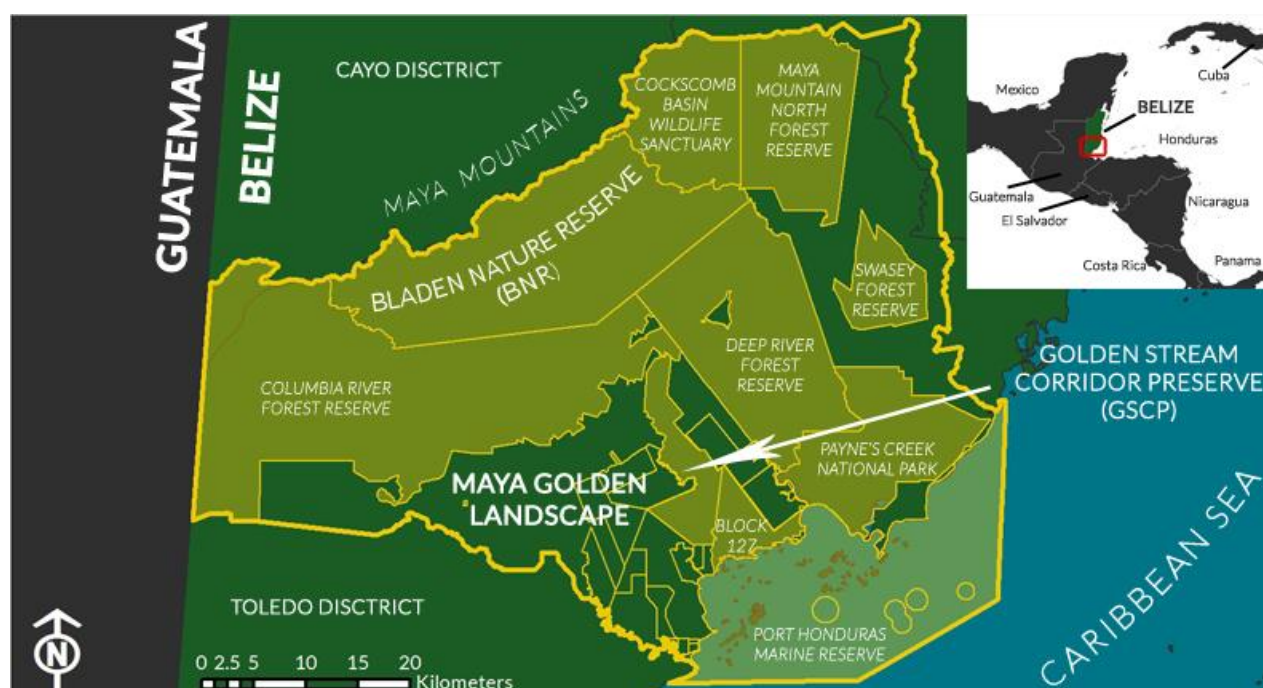 GUATEMALA
BELIZE
CAYO DISCTRICT
MAYA MOUNTAINS
COCKSCOMB
BASIN
WILDLIFE
SANCTUARY
MAYA
MOUNTAIN
NORTH
FOREST
RESERVE
BLADEN NATURE RESERVE
(BNR)
SWASEY
FOREST
RESERVE
COLUMBIA RIVER
FOREST RESERVE
DEEP RIVER
FOREST
RESERVE
GOLDEN STREAM
CORRIDOR PRESERVE
(GSCP)
PAYNE'S CREEK
NATIONAL PARK
MAYA GOLDEN
LANDSCAPE
BLOCK
127
TOLEDO DISCTRICT
PORT HONDURAS
MARINE RESERVE
CARIBBEAN SEA
N
0 2.5 5 10 15 20
Kilometers
Mexico
Cuba
BELIZE
Honduras
Guatemala
El Salvador
Nicaragua
Costa Rica
Panama